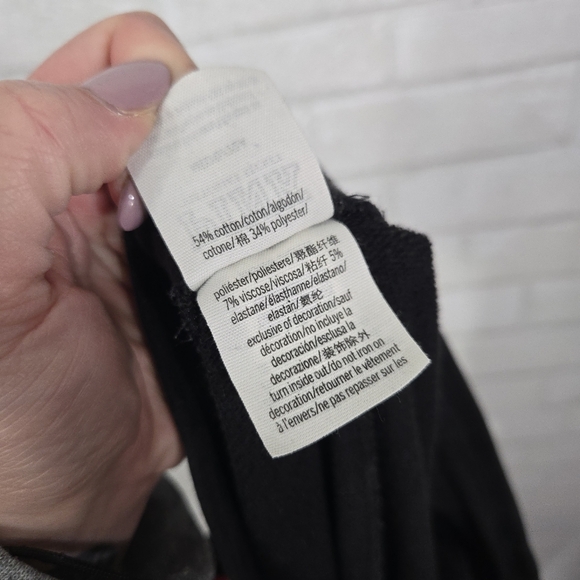 54% cotton/coton/algodón/
cotone/棉 34% polyester/
poliéster/poliestere/聚酯纤维
7% viscose/viscosa/粘纤 5%
elastane/élasthanne/elastano/
elastan/氨纶
exclusive of decoration/sauf
décoration/no incluye la
decoración/esclusa la
decorazione/装饰除外
turn inside out/do not iron on
decoration/retourner le vêtement
à l'envers/ne pas repasser sur les